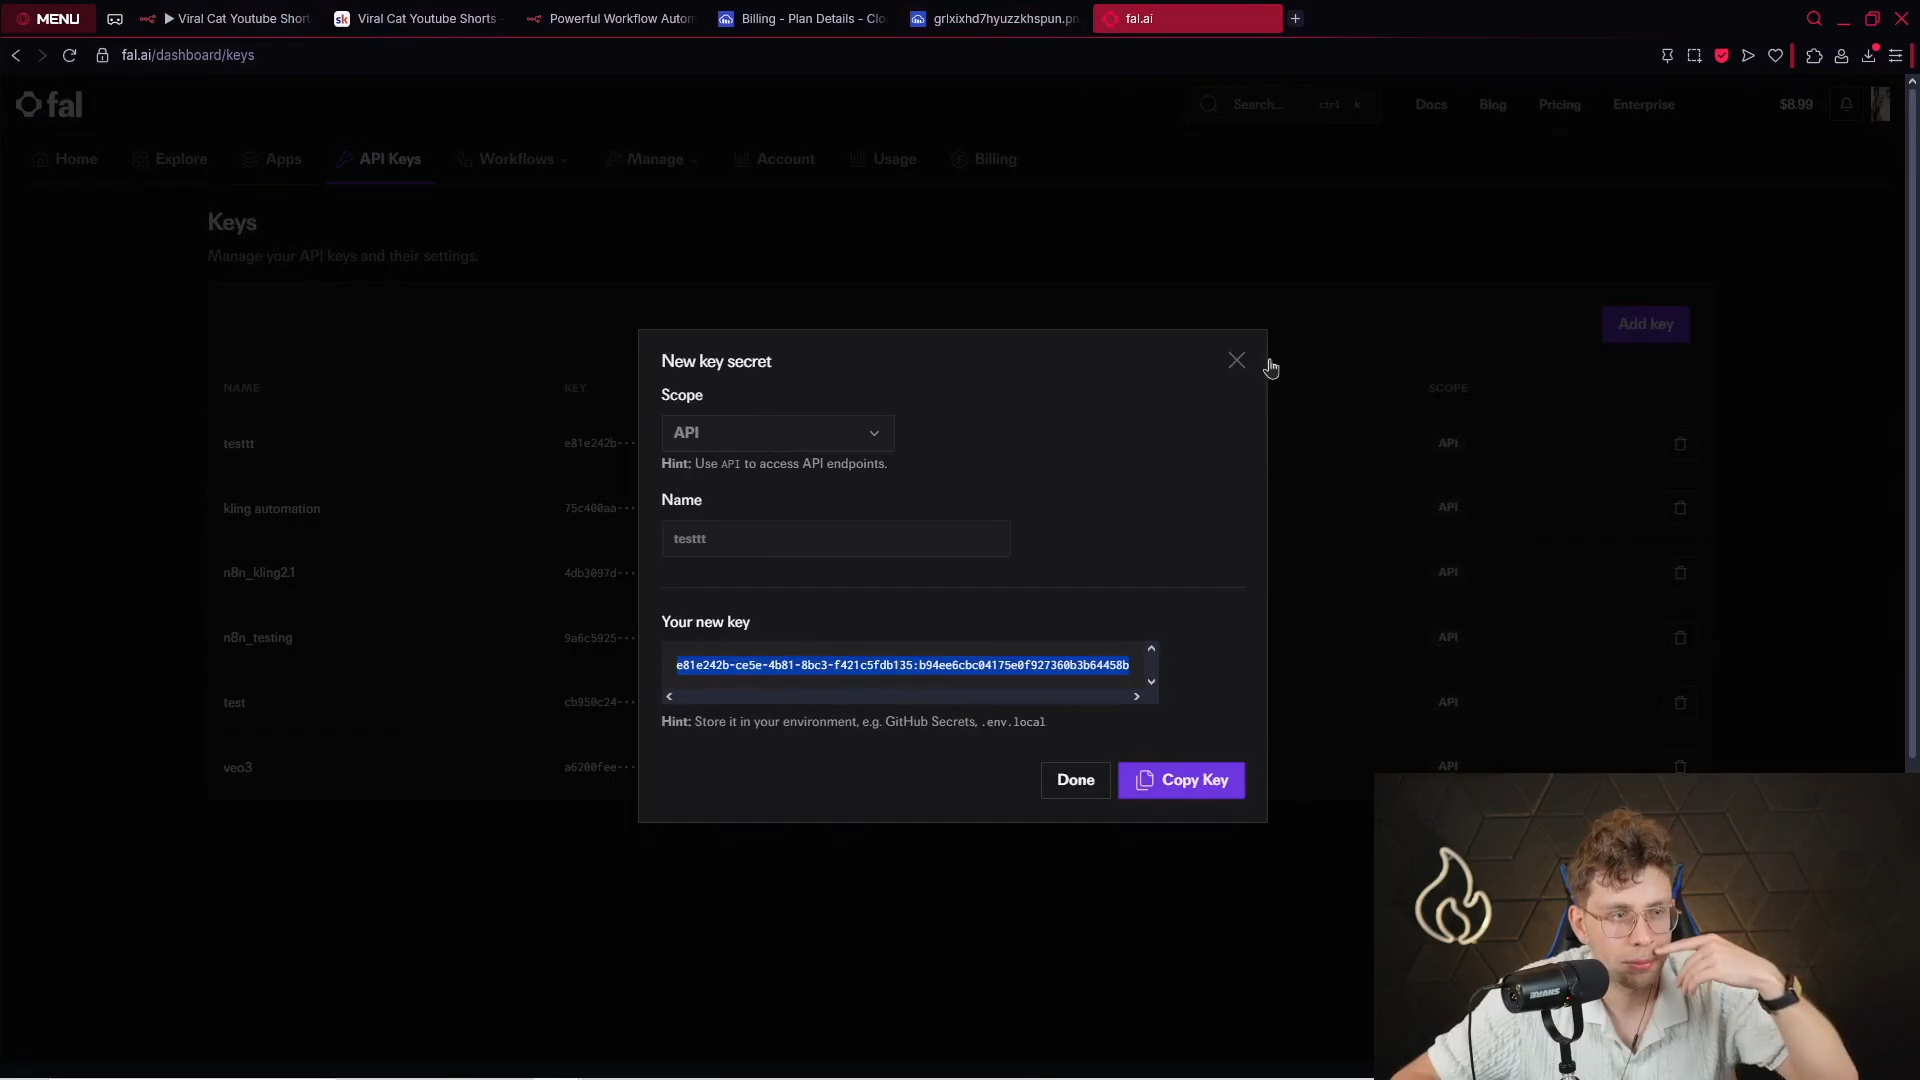 MENU
Viral Cat Youtube Short
sk Viral Cat Youtube Shorts
Powerful Workflow Autom
Billing - Plan Details - Clo
grlxixhd7hyuzzkhspun.pn
fal.ai
fal.ai/dashboard/keys
fal
Search...
ctrl k
Docs
Blog
Pricing
Enterprise
$8.99
Home
Explore
Apps
API Keys
Workflows
Manage
Account
Usage
Billing
Keys
Manage your API keys and their settings.
Add key
NAME
KEY
SCOPE
testtt
e81e242b-···
API
kling automation
75c400aa-···
API
n8n_kling2.1
4db3097d-···
API
n8n_testing
9a6c5925-···
API
test
cb950c24-···
API
veo3
a6200fee-···
API
New key secret
Scope
API
Hint: Use API to access API endpoints.
Name
testtt
Your new key
e81e242b-ce5e-4b81-8bc3-f421c5fdb135:b94ee6cbc04175e0f927360b3b64458b
Hint: Store it in your environment, e.g. GitHub Secrets, .env.local
Done
Copy Key
SHURE